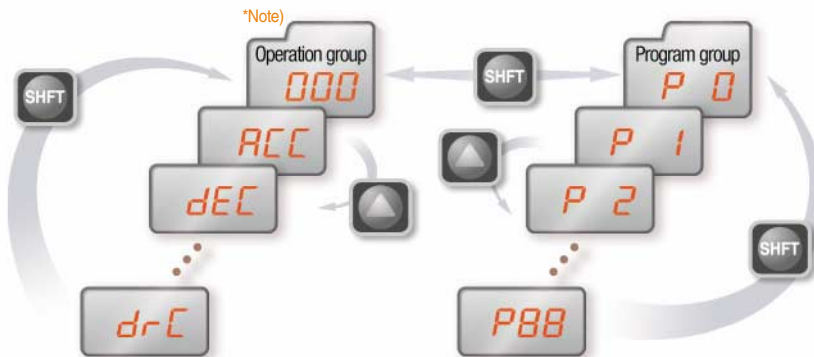 *Note)
Operation group
000
Program group
P 0
SHFT
SHFT
ACC
P 1
dEC
P 2
SHFT
drC
P88